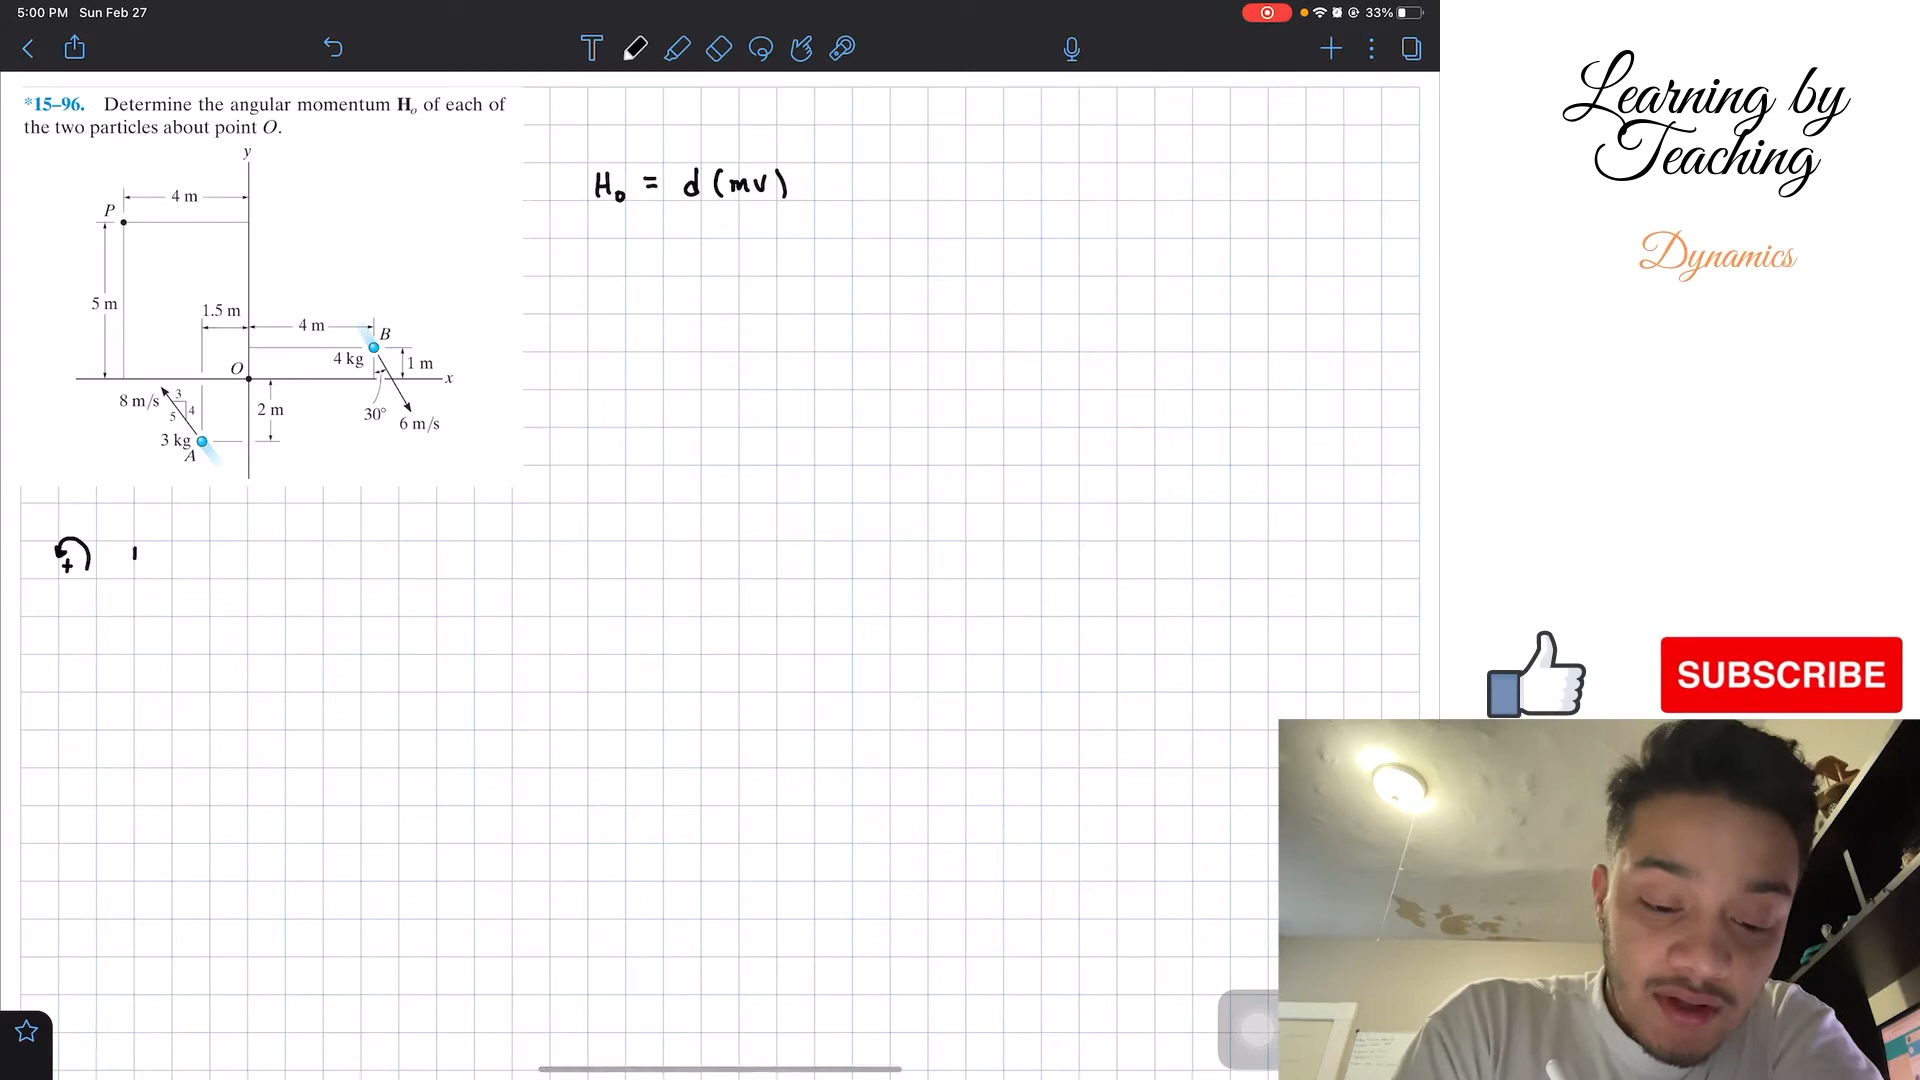 5:00 PM Sun Feb 27
33%
*15–96. Determine the angular momentum Hₒ of each of
the two particles about point O.
y
4 m
P
5 m
1.5 m
4 m
B
4 kg
1 m
O
x
8 m/s
3
4
5
2 m
30°
6 m/s
3 kg
A
H₀ = d (mv)
+
Learning by
Teaching
Dynamics
SUBSCRIBE